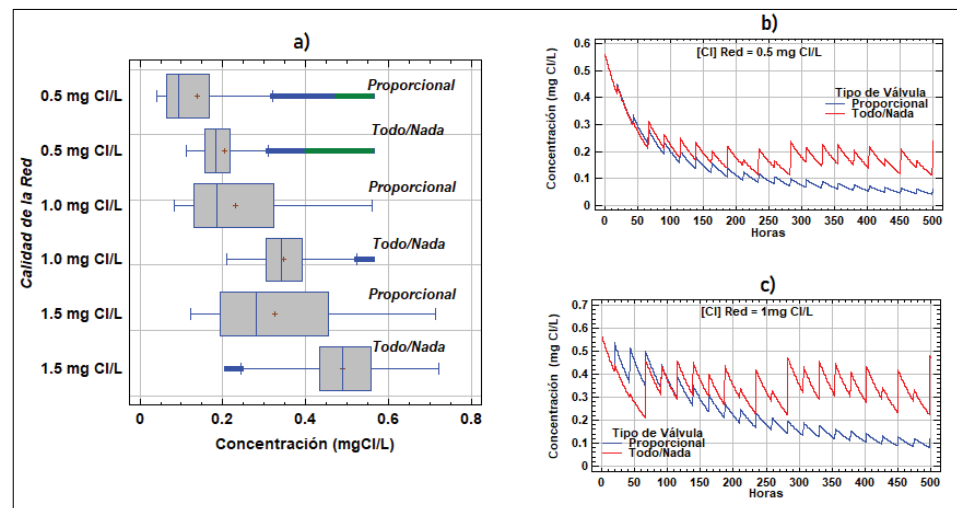 a)
Calidad de la Red
0.5 mg Cl/L
Proporcional
0.5 mg Cl/L
Todo/Nada
1.0 mg Cl/L
Proporcional
1.0 mg Cl/L
Todo/Nada
1.5 mg Cl/L
Proporcional
1.5 mg Cl/L
Todo/Nada
0 0.2 0.4 0.6 0.8
Concentración (mgCl/L)
b)
[Cl] Red = 0.5 mg Cl/L
Concentración (mg Cl/L)
0.6
0.5
0.4
0.3
0.2
0.1
0
Tipo de Válvula
Proporcional
Todo/Nada
0 50 100 150 200 250 300 350 400 450 500
Horas
c)
[Cl] Red = 1mg Cl/L
Concentración (mg Cl/L)
0.7
0.6
0.5
0.4
0.3
0.2
0.1
0
Tipo de Válvula
Proporcional
Todo/Nada
0 50 100 150 200 250 300 350 400 450 500
Horas